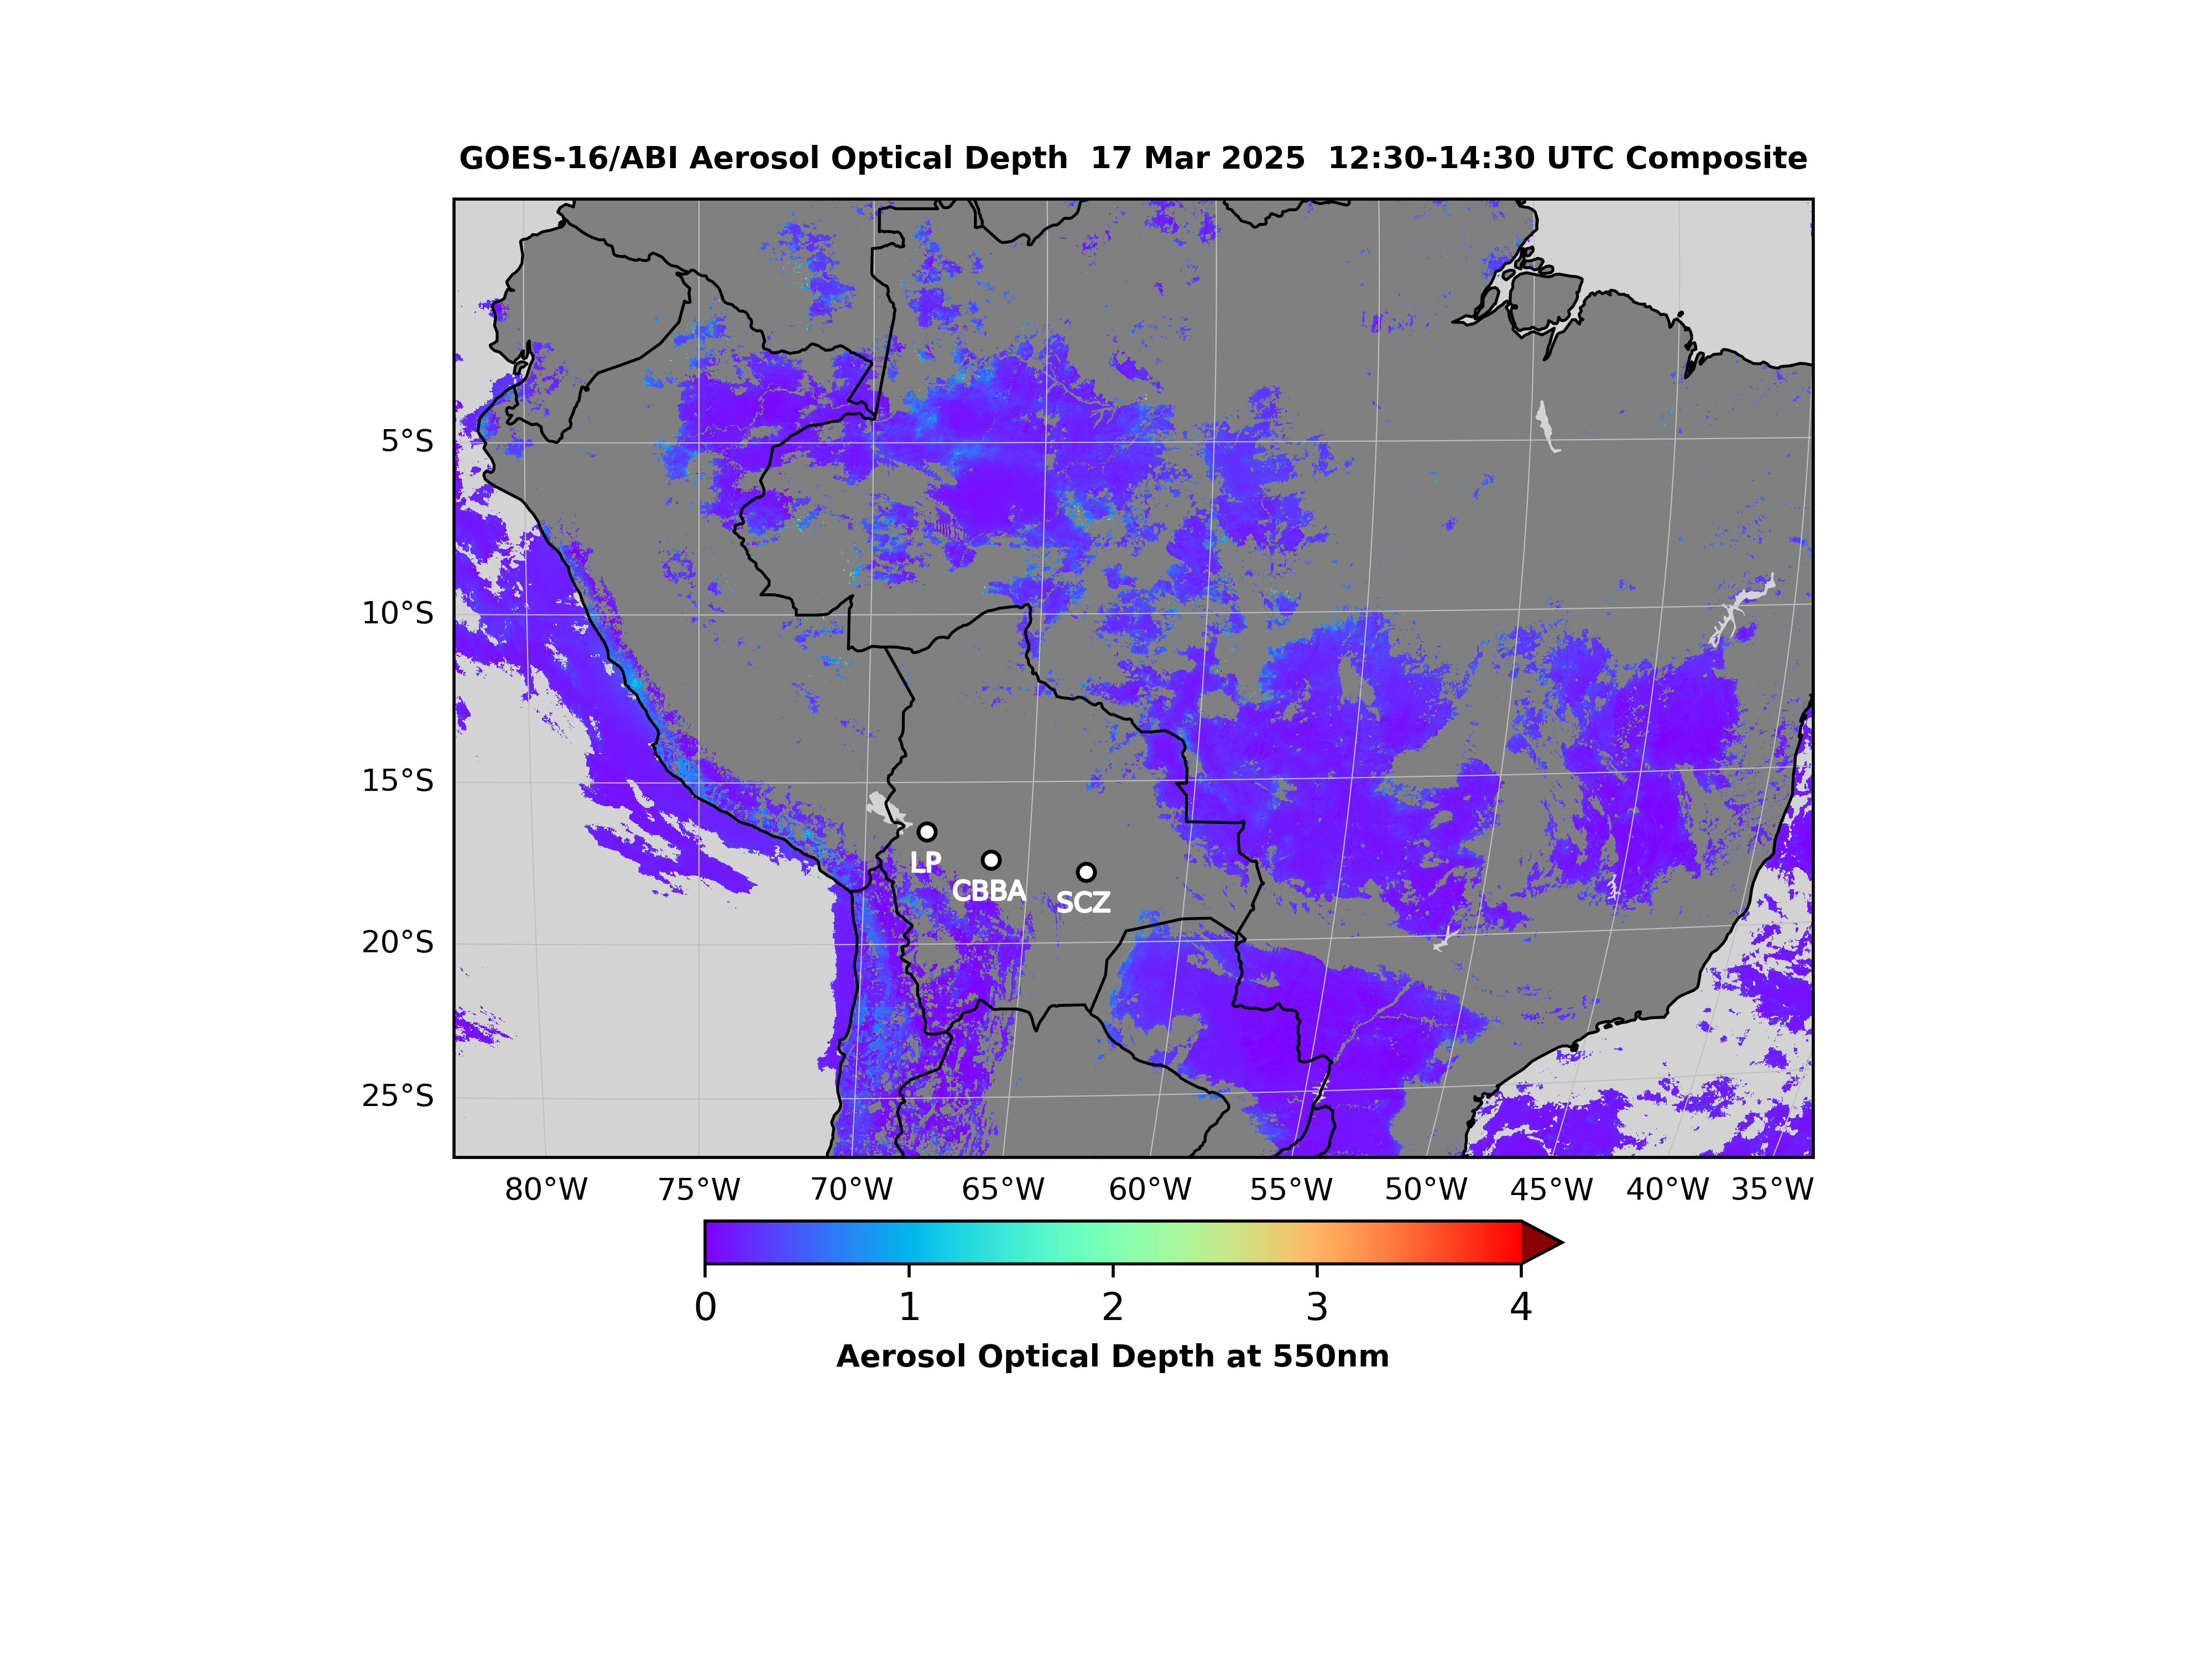 GOES-16/ABI Aerosol Optical Depth  17 Mar 2025  12:30-14:30 UTC Composite
5°S
10°S
15°S
LP
CBBA
SCZ
20°S
25°S
80°W 75°W 70°W 65°W 60°W 55°W 50°W 45°W 40°W 35°W
0 1 2 3 4
Aerosol Optical Depth at 550nm